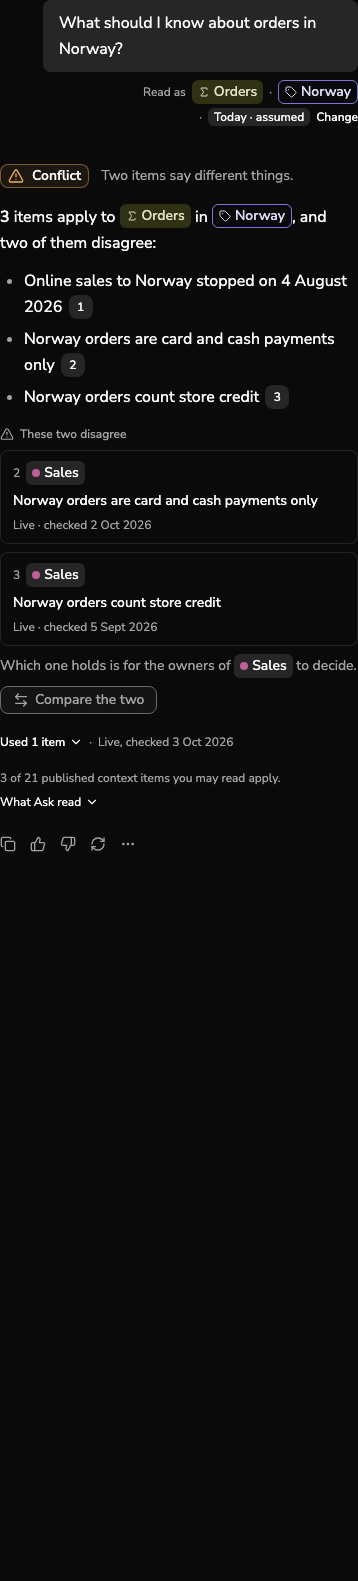 What should I know about orders in
Norway?
Read as Orders · Norway
· Today · assumed Change
Conflict Two items say different things.
3 items apply to Orders in Norway, and
two of them disagree:
Online sales to Norway stopped on 4 August
2026 1
Norway orders are card and cash payments
only 2
Norway orders count store credit 3
These two disagree
2 Sales
Norway orders are card and cash payments only
Live · checked 2 Oct 2026
3 Sales
Norway orders count store credit
Live · checked 5 Sept 2026
Which one holds is for the owners of Sales to decide.
Compare the two
Used 1 item · Live, checked 3 Oct 2026
3 of 21 published context items you may read apply.
What Ask read